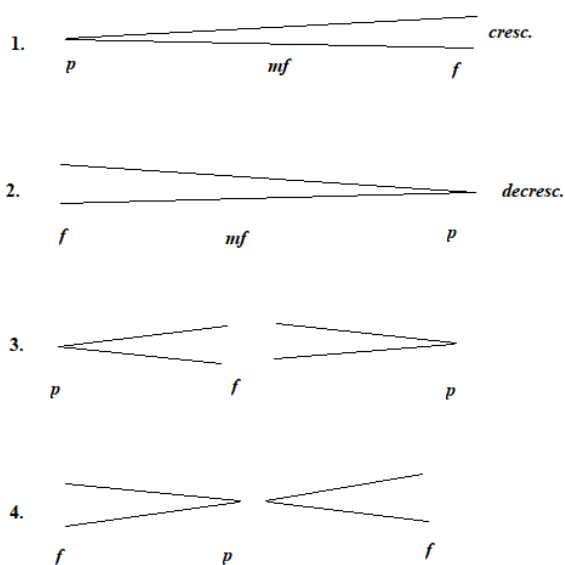 1. cresc.
p mf f
2. decresc.
f mf p
3.
p f p
4.
f p f